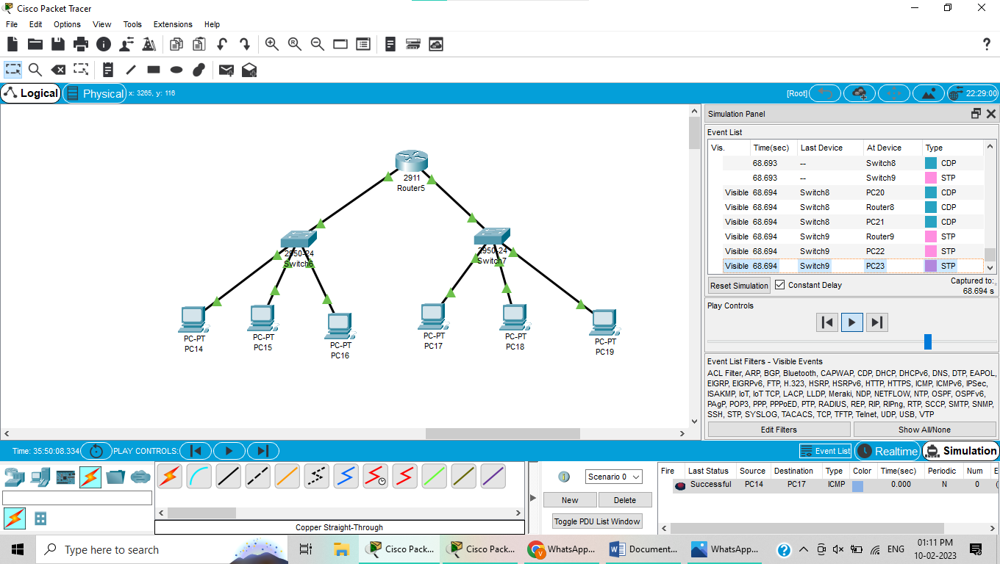 Cisco Packet Tracer
File Edit Options View Tools Extensions Help
Logical Physical x: 3265, y: 116 [Root] 22:29:00
2911
Router5
2950-24
Switch6
2950-24
Switch7
PC-PT
PC14
PC-PT
PC15
PC-PT
PC16
PC-PT
PC17
PC-PT
PC18
PC-PT
PC19
Simulation Panel
Event List
Vis. Time(sec) Last Device At Device Type
68.693 -- Switch8 CDP
68.693 -- Switch9 STP
Visible 68.694 Switch8 PC20 CDP
Visible 68.694 Switch8 Router8 CDP
Visible 68.694 Switch8 PC21 CDP
Visible 68.694 Switch9 Router9 STP
Visible 68.694 Switch9 PC22 STP
Visible 68.694 Switch9 PC23 STP
Reset Simulation Constant Delay Captured to:
68.694 s
Play Controls
Event List Filters - Visible Events
ACL Filter, ARP, BGP, Bluetooth, CAPWAP, CDP, DHCP, DHCPv6, DNS, DTP, EAPOL,
EIGRP, EIGRPv6, FTP, H.323, HSRP, HSRPv6, HTTP, HTTPS, ICMP, ICMPv6, IPSec,
ISAKMP, IoT, IoT TCP, LACP, LLDP, Meraki, NDP, NETFLOW, NTP, OSPF, OSPFv6,
PAgP, POP3, PPP, PPPoED, PTP, RADIUS, REP, RIP, RIPng, RTP, SCCP, SMTP, SNMP,
SSH, STP, SYSLOG, TACACS, TCP, TFTP, Telnet, UDP, USB, VTP
Edit Filters Show All/None
Time: 35:50:08.334 PLAY CONTROLS: Event List Realtime Simulation
Copper Straight-Through
Scenario 0
New Delete
Toggle PDU List Window
Fire Last Status Source Destination Type Color Time(sec) Periodic Num E
Successful PC14 PC17 ICMP 0.000 N 0 (
Type here to search
Cisco Pack... Cisco Pack... WhatsApp... Document... WhatsApp...
ENG
01:11 PM
10-02-2023